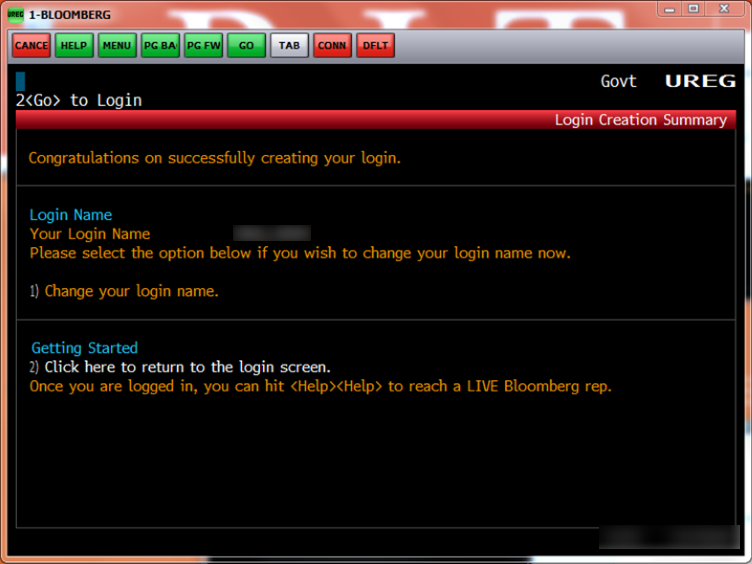 UREG 1-BLOOMBERG
CANCE HELP MENU PG BA PG FW GO TAB CONN DFLT
Govt UREG
2<Go> to Login
Login Creation Summary
Congratulations on successfully creating your login.
Login Name
Your Login Name
Please select the option below if you wish to change your login name now.
1) Change your login name.
Getting Started
2) Click here to return to the login screen.
Once you are logged in, you can hit <Help><Help> to reach a LIVE Bloomberg rep.